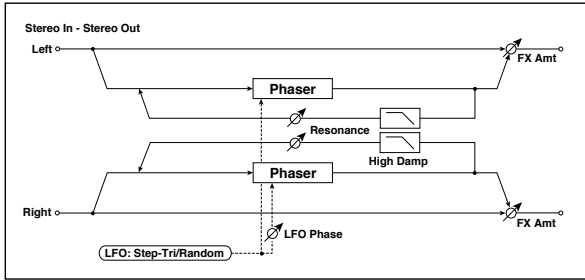 Stereo In - Stereo Out
Left
FX Amt
Phaser
Resonance
High Damp
Phaser
Right
FX Amt
LFO Phase
LFO: Step-Tri/Random